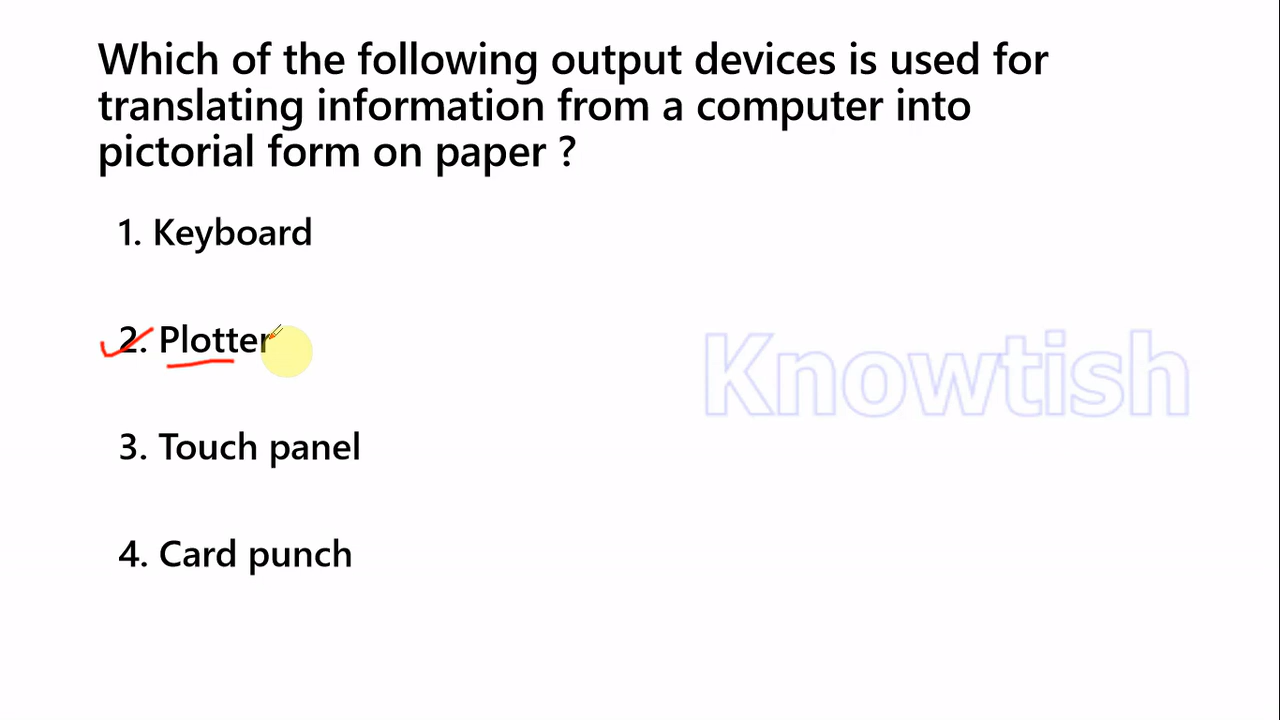 Which of the following output devices is used for
translating information from a computer into
pictorial form on paper ?
1. Keyboard
2. Plotter
Knowtish
3. Touch panel
4. Card punch